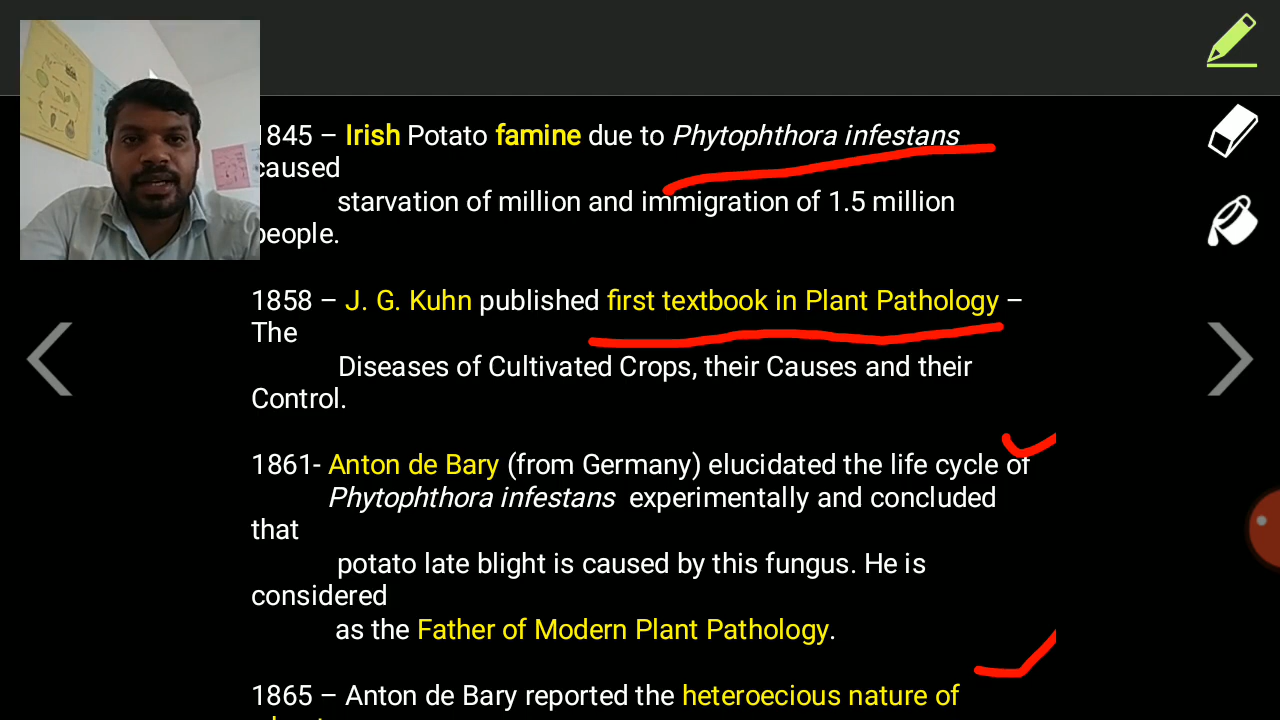 1845 – Irish Potato famine due to Phytophthora infestans
caused
starvation of million and immigration of 1.5 million
people.
1858 – J. G. Kuhn published first textbook in Plant Pathology –
The
Diseases of Cultivated Crops, their Causes and their
Control.
1861- Anton de Bary (from Germany) elucidated the life cycle of
Phytophthora infestans experimentally and concluded
that
potato late blight is caused by this fungus. He is
considered
as the Father of Modern Plant Pathology.
1865 – Anton de Bary reported the heteroecious nature of